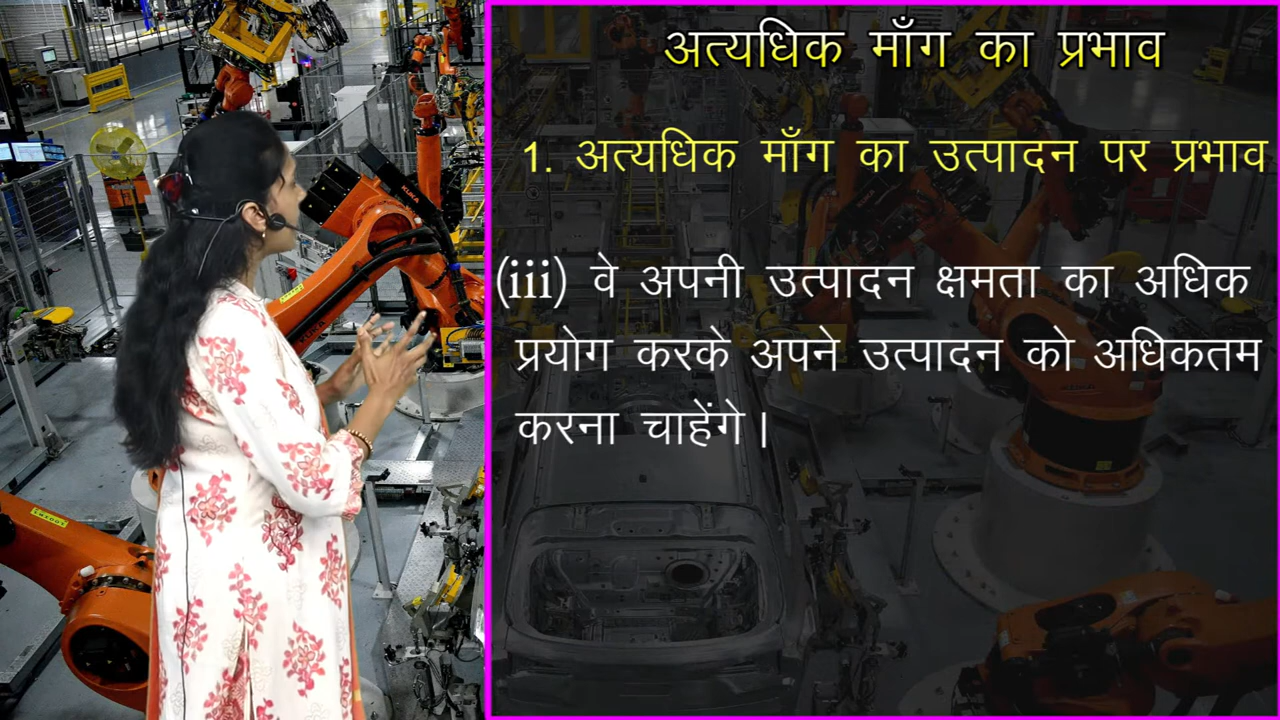 अत्यधिक माँग का प्रभाव
1. अत्यधिक माँग का उत्पादन पर प्रभाव
(iii) वे अपनी उत्पादन क्षमता का अधिक
प्रयोग करके अपने उत्पादन को अधिकतम
करना चाहेंगे।
KUKA